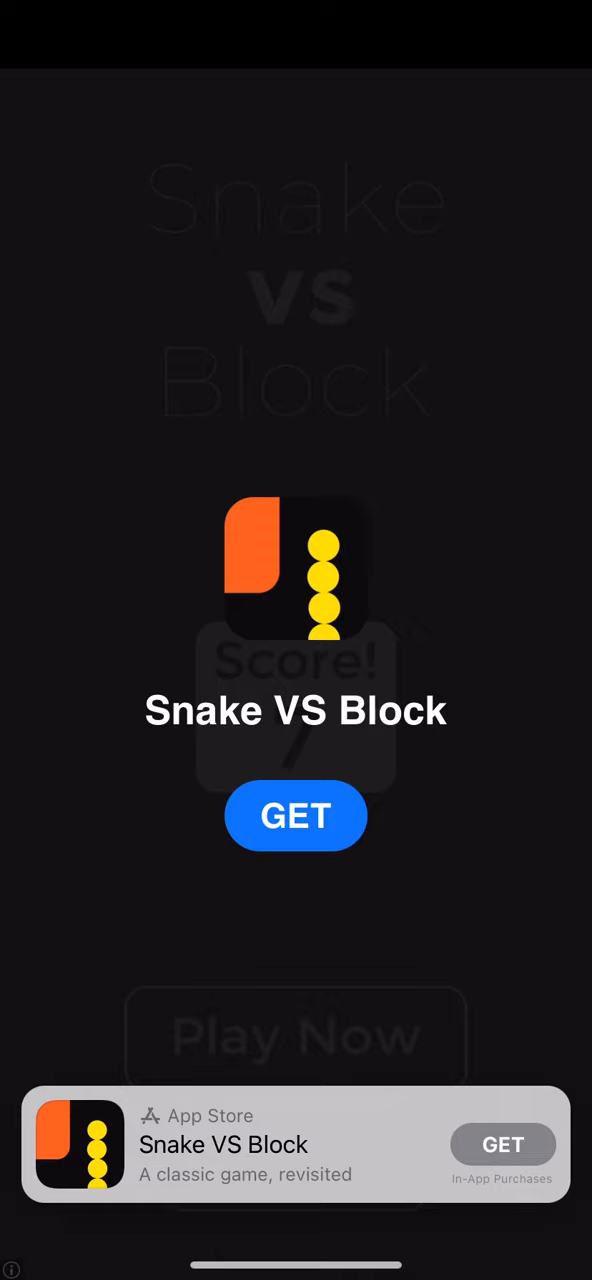 Snake
VS
Block
Score!
7
Snake VS Block
GET
Play Now
App Store
Snake VS Block
A classic game, revisited
GET
In-App Purchases